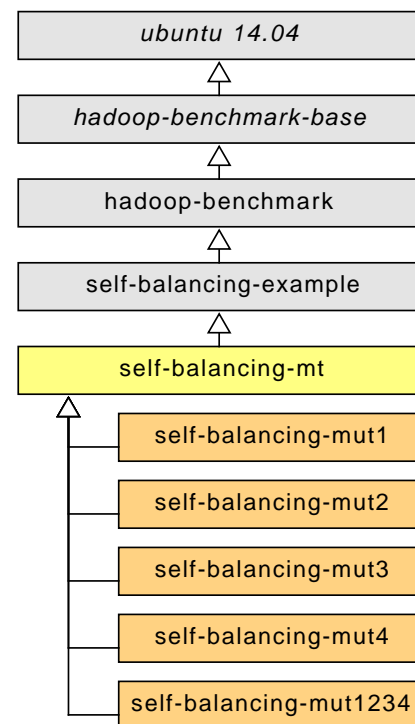 ubuntu 14.04
hadoop-benchmark-base
hadoop-benchmark
self-balancing-example
self-balancing-mt
self-balancing-mut1
self-balancing-mut2
self-balancing-mut3
self-balancing-mut4
self-balancing-mut1234